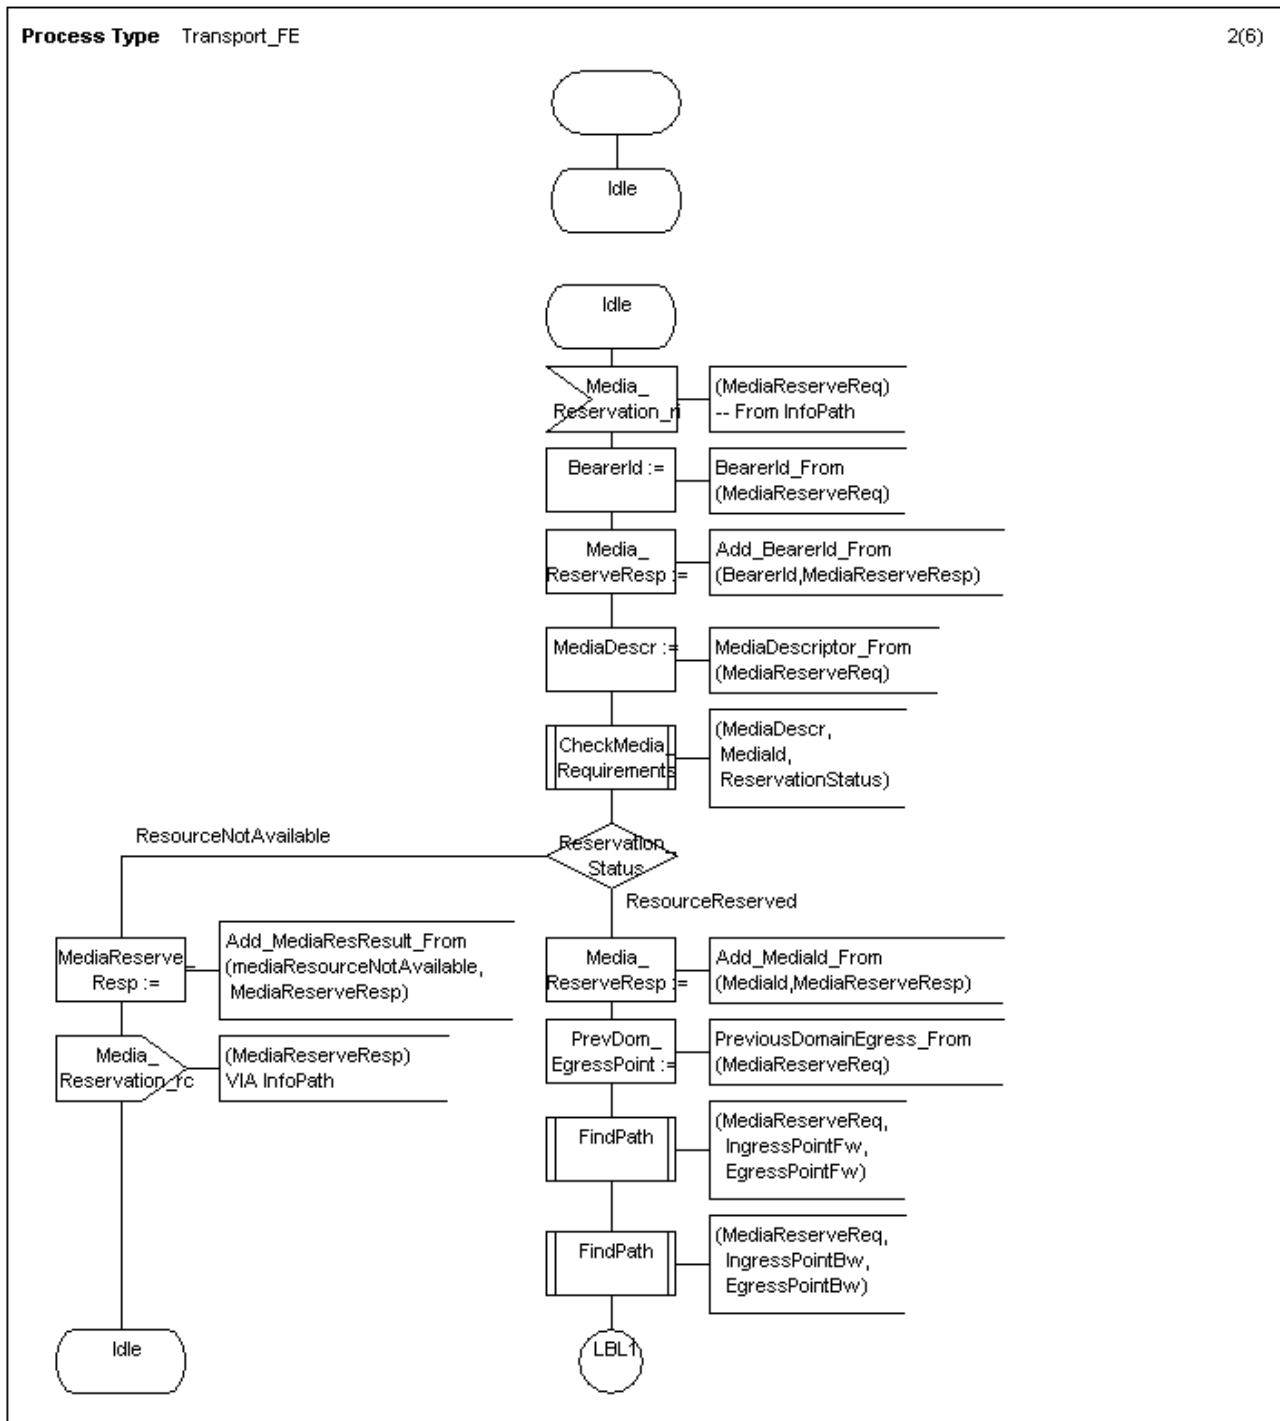 Process Type Transport_FE
2(6)
Idle
Idle
Media_
Reservation_ri
(MediaReserveReq)
-- From InfoPath
BearerId :=
BearerId_From
(MediaReserveReq)
Media_
ReserveResp :=
Add_BearerId_From
(BearerId,MediaReserveResp)
MediaDescr :=
MediaDescriptor_From
(MediaReserveReq)
CheckMedia_
Requirements
(MediaDescr,
MediaId,
ReservationStatus)
Reservation_
Status
ResourceNotAvailable
ResourceReserved
MediaReserve_
Resp :=
Add_MediaResResult_From
(mediaResourceNotAvailable,
MediaReserveResp)
Media_
ReserveResp :=
Add_MediaId_From
(MediaId,MediaReserveResp)
Media_
Reservation_rc
(MediaReserveResp)
VIA InfoPath
PrevDom_
EgressPoint :=
PreviousDomainEgress_From
(MediaReserveReq)
FindPath
(MediaReserveReq,
IngressPointFw,
EgressPointFw)
FindPath
(MediaReserveReq,
IngressPointBw,
EgressPointBw)
Idle
LBL1